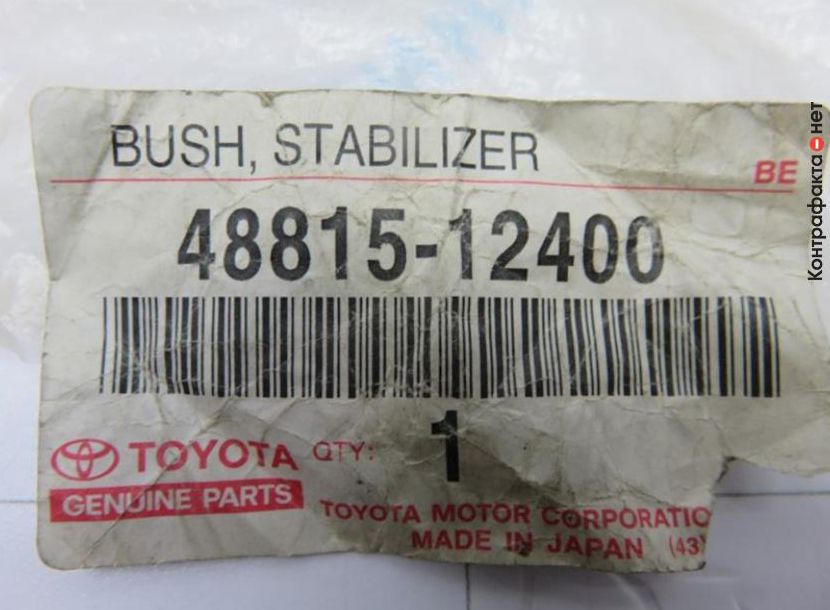 BUSH, STABILIZER
BE
48815-12400
TOYOTA QTY: 1
GENUINE PARTS
TOYOTA MOTOR CORPORATIO
MADE IN JAPAN (43)
Контрафакта нет